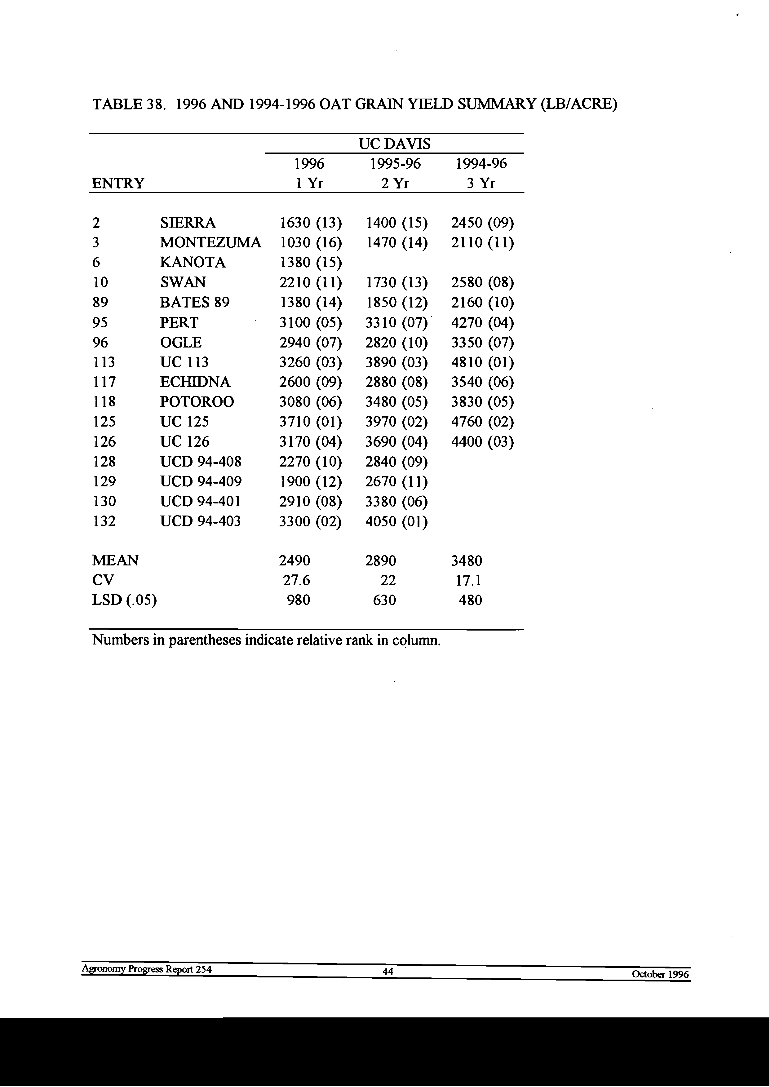 TABLE 38. 1996 AND 1994-1996 OAT GRAIN YIELD SUMMARY (LB/ACRE)
UC DAVIS
1996 1995-96 1994-96
ENTRY 1 Yr 2 Yr 3 Yr
2 SIERRA 1630 (13) 1400 (15) 2450 (09)
3 MONTEZUMA 1030 (16) 1470 (14) 2110 (11)
6 KANOTA 1380 (15)
10 SWAN 2210 (11) 1730 (13) 2580 (08)
89 BATES 89 1380 (14) 1850 (12) 2160 (10)
95 PERT 3100 (05) 3310 (07) 4270 (04)
96 OGLE 2940 (07) 2820 (10) 3350 (07)
113 UC 113 3260 (03) 3890 (03) 4810 (01)
117 ECHIDNA 2600 (09) 2880 (08) 3540 (06)
118 POTOROO 3080 (06) 3480 (05) 3830 (05)
125 UC 125 3710 (01) 3970 (02) 4760 (02)
126 UC 126 3170 (04) 3690 (04) 4400 (03)
128 UCD 94-408 2270 (10) 2840 (09)
129 UCD 94-409 1900 (12) 2670 (11)
130 UCD 94-401 2910 (08) 3380 (06)
132 UCD 94-403 3300 (02) 4050 (01)
MEAN 2490 2890 3480
CV 27.6 22 17.1
LSD (.05) 980 630 480
Numbers in parentheses indicate relative rank in column.
Agronomy Progress Report 254 44 October 1996